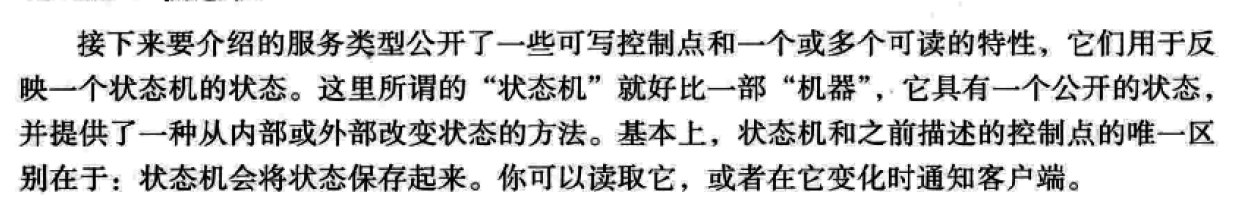 接下来要介绍的服务类型公开了一些可写控制点和一个或多个可读的特性，它们用于反
映一个状态机的状态。这里所谓的“状态机”就好比一部“机器”，它具有一个公开的状态，
并提供了一种从内部或外部改变状态的方法。基本上，状态机和之前描述的控制点的唯一区
别在于：状态机会将状态保存起来。你可以读取它，或者在它变化时通知客户端。